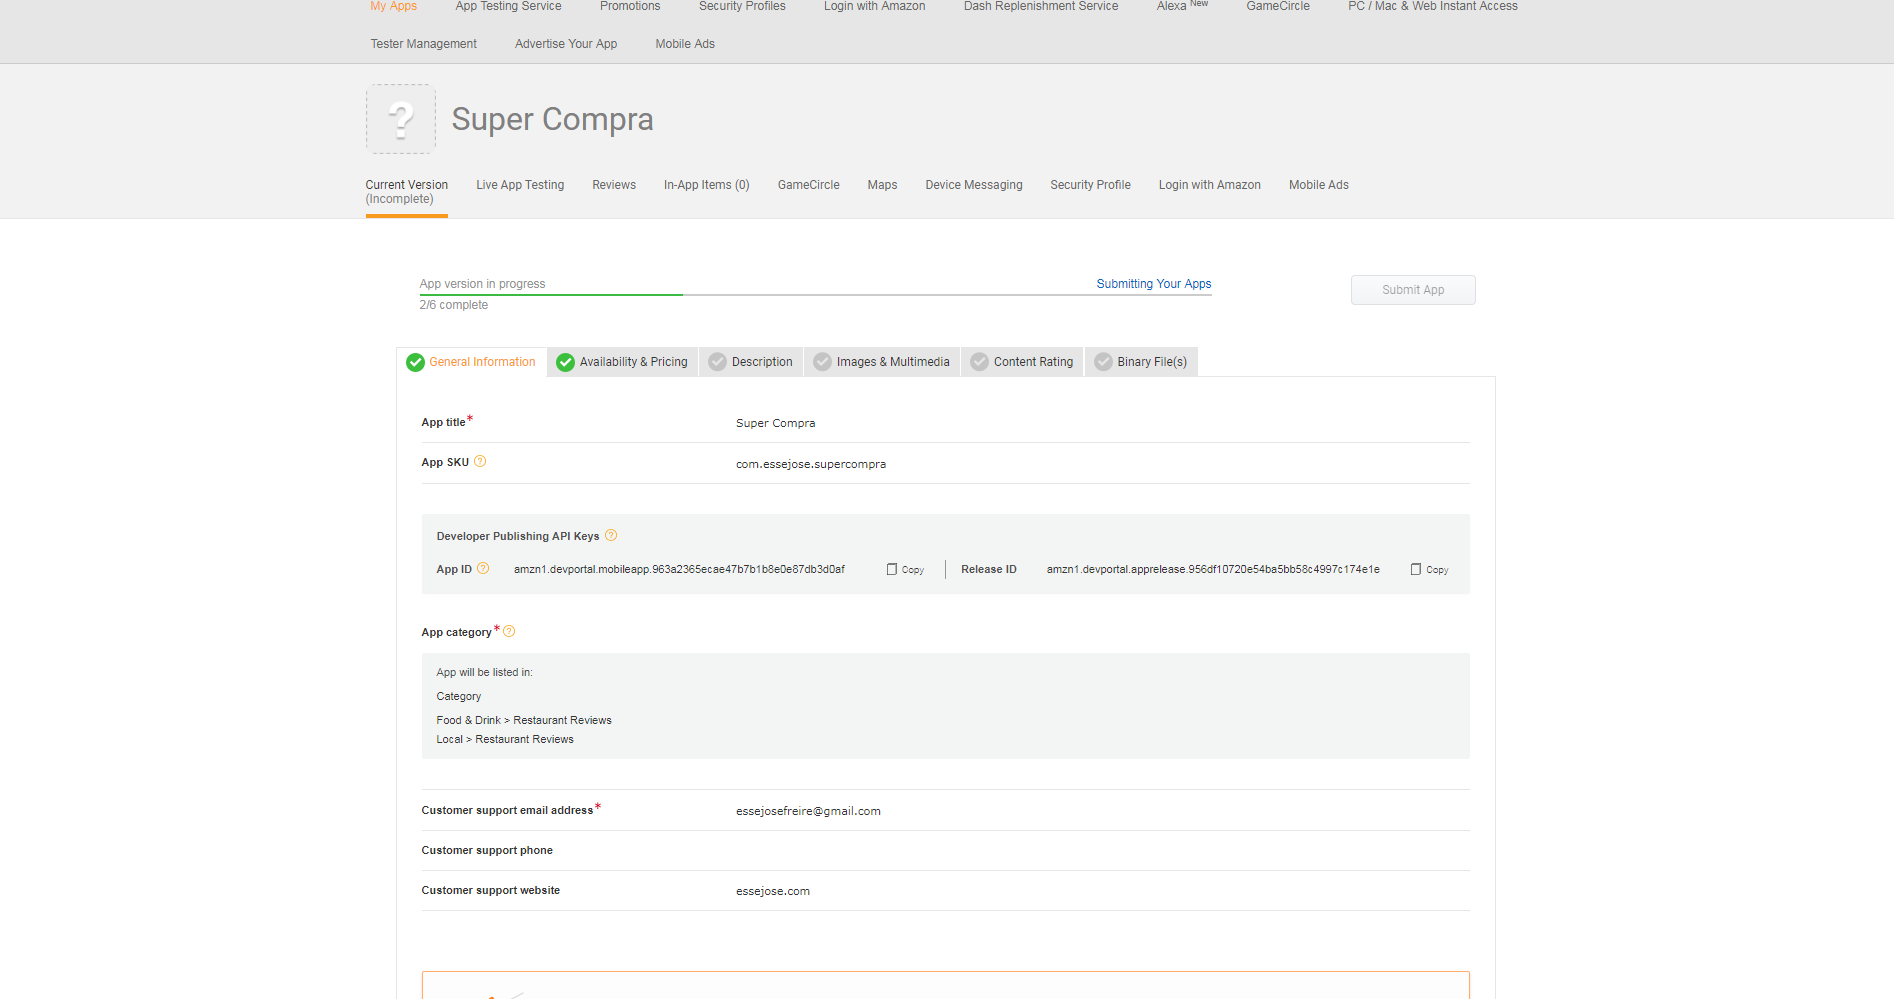 My Apps App Testing Service Promotions Security Profiles Login with Amazon Dash Replenishment Service Alexa New GameCircle PC / Mac & Web Instant Access
Tester Management Advertise Your App Mobile Ads
?
Super Compra
Current Version Live App Testing Reviews In-App Items (0) GameCircle Maps Device Messaging Security Profile Login with Amazon Mobile Ads
(Incomplete)
App version in progress Submitting Your Apps Submit App
2/6 complete
General Information Availability & Pricing Description Images & Multimedia Content Rating Binary File(s)
App title* Super Compra
App SKU ? com.essejose.supercompra
Developer Publishing API Keys ?
App ID ? amzn1.devportal.mobileapp.963a2365ecae47b7b1b8e0e87db3d0af Copy Release ID amzn1.devportal.apprelease.956df10720e54ba5bb58c4997c174e1e Copy
App category* ?
App will be listed in:
Category
Food & Drink > Restaurant Reviews
Local > Restaurant Reviews
Customer support email address* essejosefreire@gmail.com
Customer support phone
Customer support website essejose.com